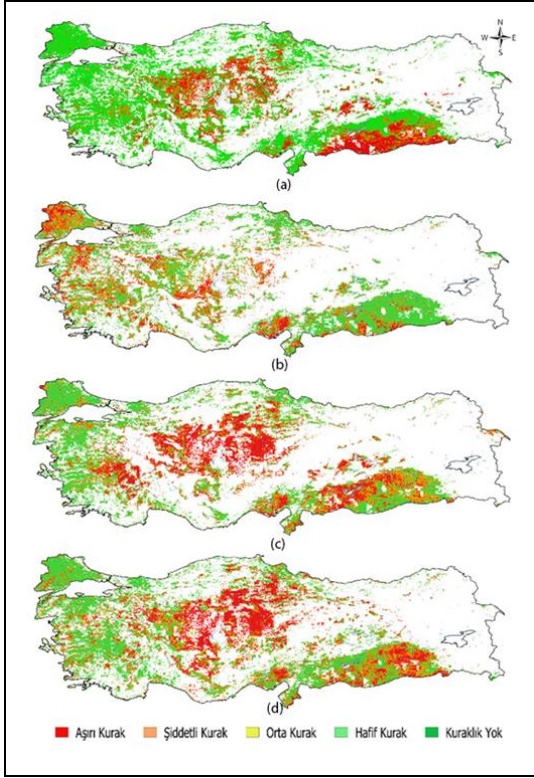 N
W E
S
(a)
(b)
(c)
(d)
Aşırı Kurak Şiddetli Kurak Orta Kurak Hafif Kurak Kuraklık Yok